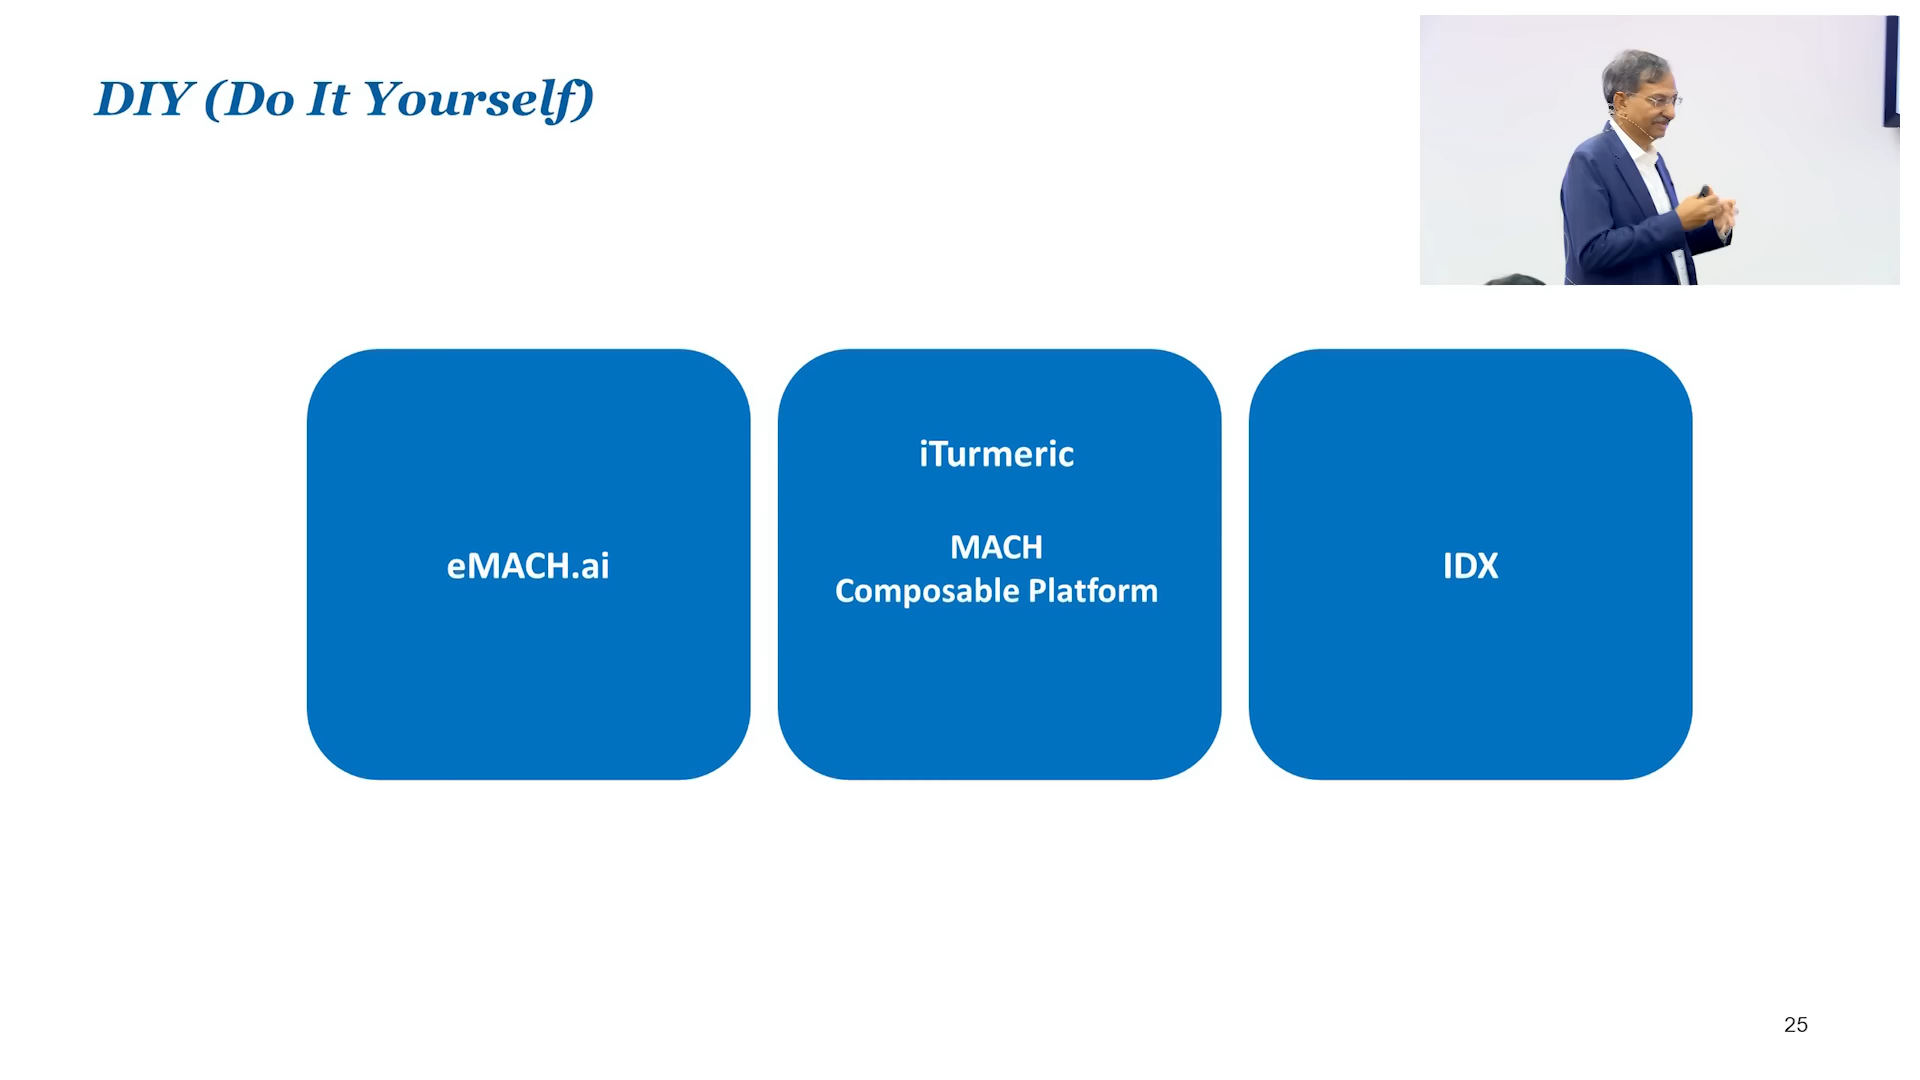 DIY (Do It Yourself)
eMACH.ai
iTurmeric
MACH
Composable Platform
IDX
25